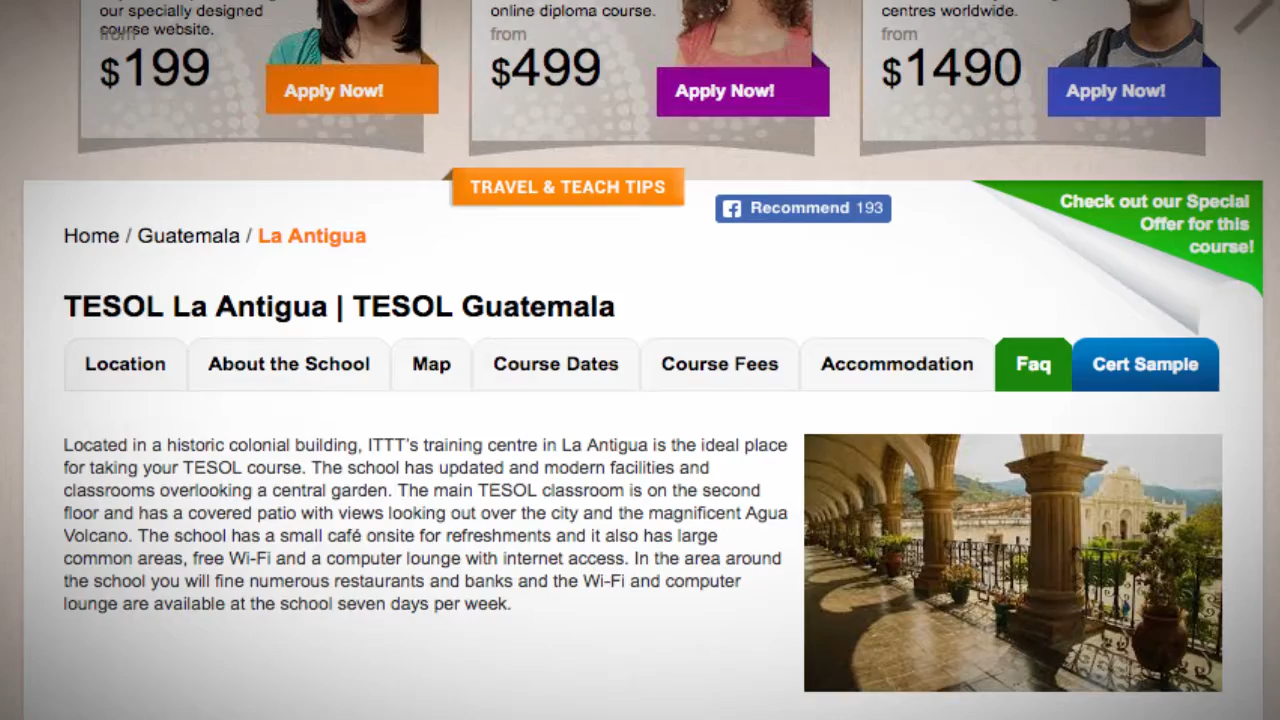 our specially designed
course website.
from
$199
Apply Now!
online diploma course.
from
$499
Apply Now!
centres worldwide.
from
$1490
Apply Now!
TRAVEL & TEACH TIPS
Recommend 193
Check out our Special
Offer for this
course!
Home / Guatemala / La Antigua
TESOL La Antigua | TESOL Guatemala
Location
About the School
Map
Course Dates
Course Fees
Accommodation
Faq
Cert Sample
Located in a historic colonial building, ITTT's training centre in La Antigua is the ideal place
for taking your TESOL course. The school has updated and modern facilities and
classrooms overlooking a central garden. The main TESOL classroom is on the second
floor and has a covered patio with views looking out over the city and the magnificent Agua
Volcano. The school has a small café onsite for refreshments and it also has large
common areas, free Wi-Fi and a computer lounge with internet access. In the area around
the school you will fine numerous restaurants and banks and the Wi-Fi and computer
lounge are available at the school seven days per week.